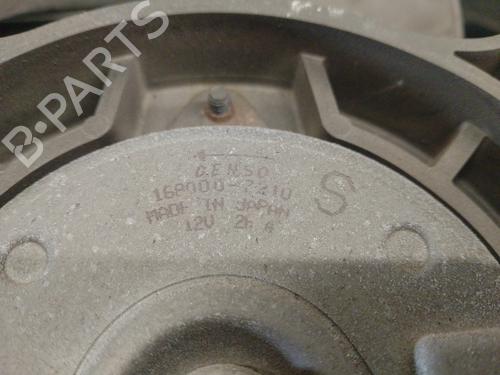 B-PARTS
DENSO
168000-7210
MADE IN JAPAN
12V
S